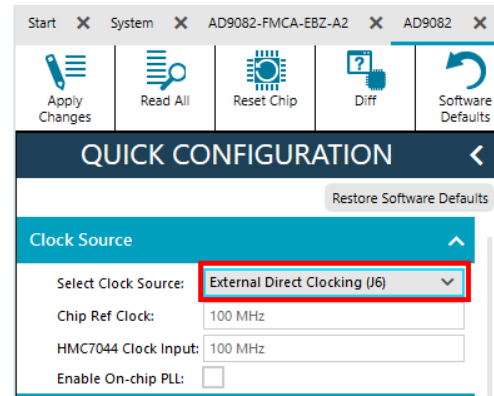 Start X System X AD9082-FMCA-EBZ-A2 X AD9082 X
Apply Changes Read All Reset Chip Diff Software Defaults
QUICK CONFIGURATION
Restore Software Defaults
Clock Source
Select Clock Source: External Direct Clocking (J6)
Chip Ref Clock: 100 MHz
HMC7044 Clock Input: 100 MHz
Enable On-chip PLL: